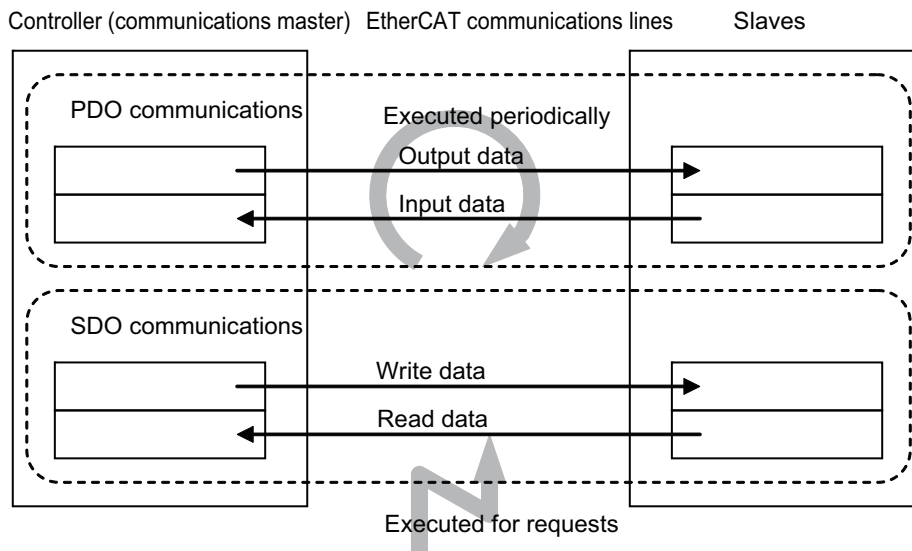 Controller (communications master) EtherCAT communications lines Slaves
PDO communications
Executed periodically
Output data
Input data
SDO communications
Write data
Read data
Executed for requests